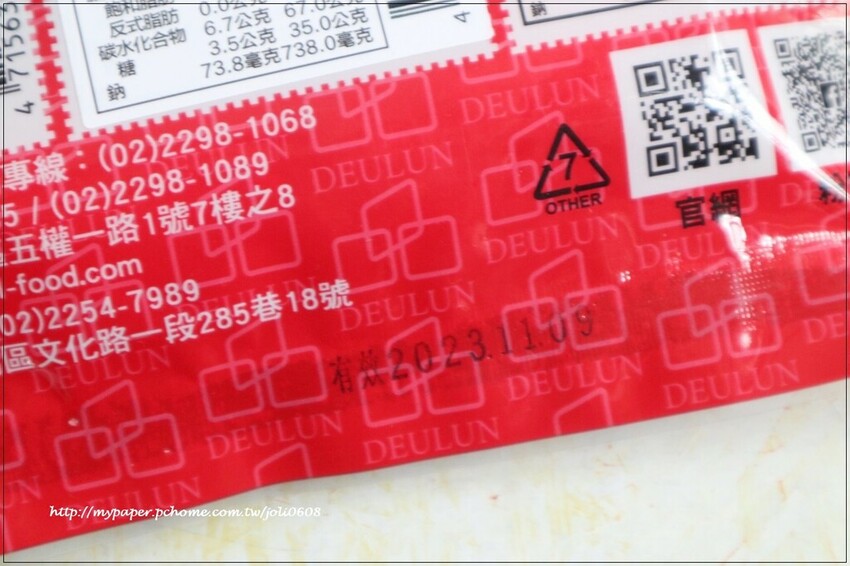 飽和脂肪 0.0公克 0.0公克
反式脂肪 6.7公克 67.0公克
碳水化合物 3.5公克 35.0公克
糖 73.8毫克 738.0毫克
鈉
鈉
專線：(02)2298-1068
5 / (02)2298-1089
五權一路1號7樓之8
-food.com
02)2254-7989
區文化路一段285巷18號
7
OTHER
官網
DEULUN
有效2023.11.09
http://mypaper.pchome.com.tw/joli0608